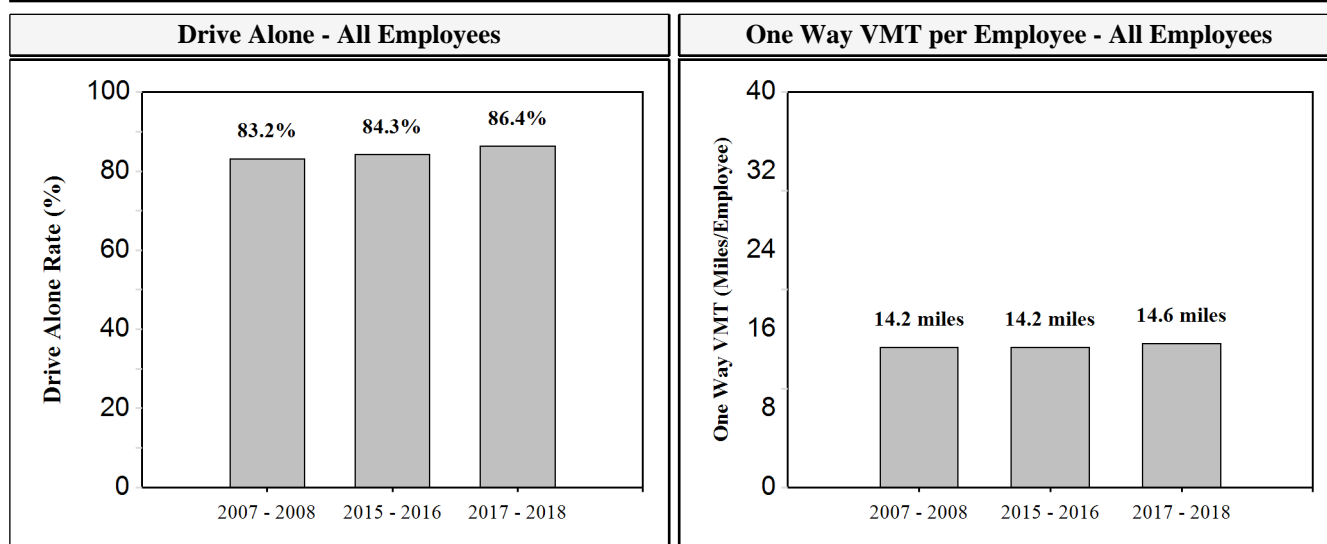 Drive Alone - All Employees
One Way VMT per Employee - All Employees
Drive Alone Rate (%)
100
80
60
40
20
0
83.2%
84.3%
86.4%
2007 - 2008
2015 - 2016
2017 - 2018
One Way VMT (Miles/Employee)
40
32
24
16
8
0
14.2 miles
14.2 miles
14.6 miles
2007 - 2008
2015 - 2016
2017 - 2018